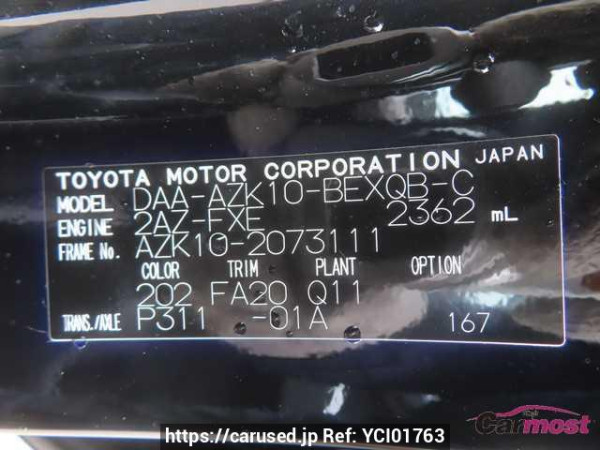 TOYOTA MOTOR CORPORATION JAPAN
MODEL DAA-AZK10-BEXQB-C
ENGINE 2AZ-FXE 2362 mL
FRAME No. AZK10-2073111
COLOR TRIM PLANT OPTION
202 FA20 Q11
TRANS./AXLE P311 -01A 167
Carmost
https://carused.jp Ref: YCI01763